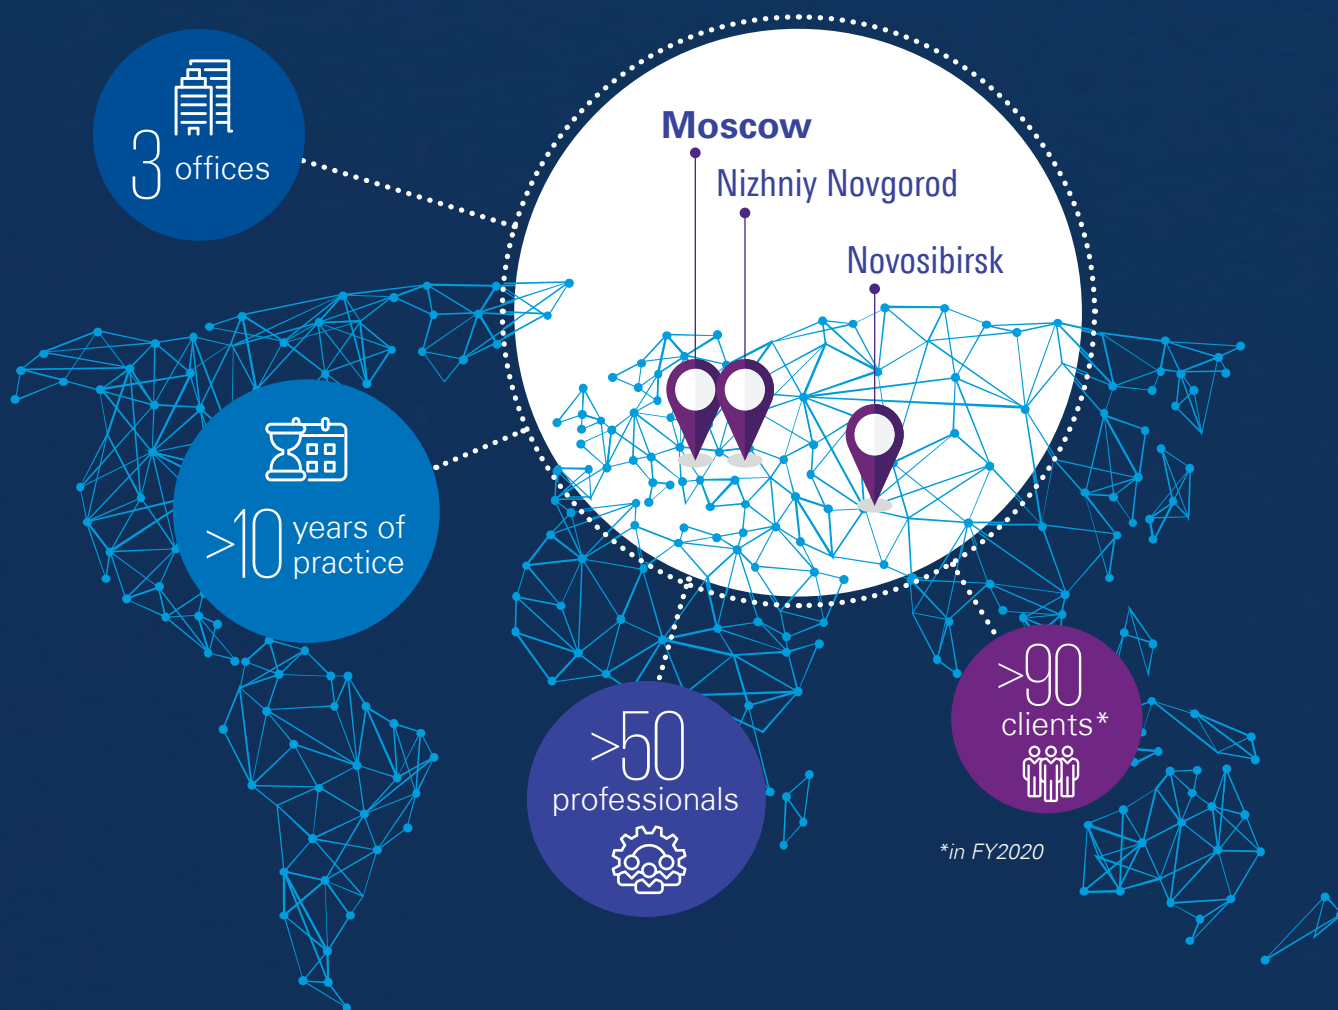 3 offices
Moscow
Nizhniy Novgorod
Novosibirsk
>10 years of
practice
>50
professionals
>90
clients*
*in FY2020